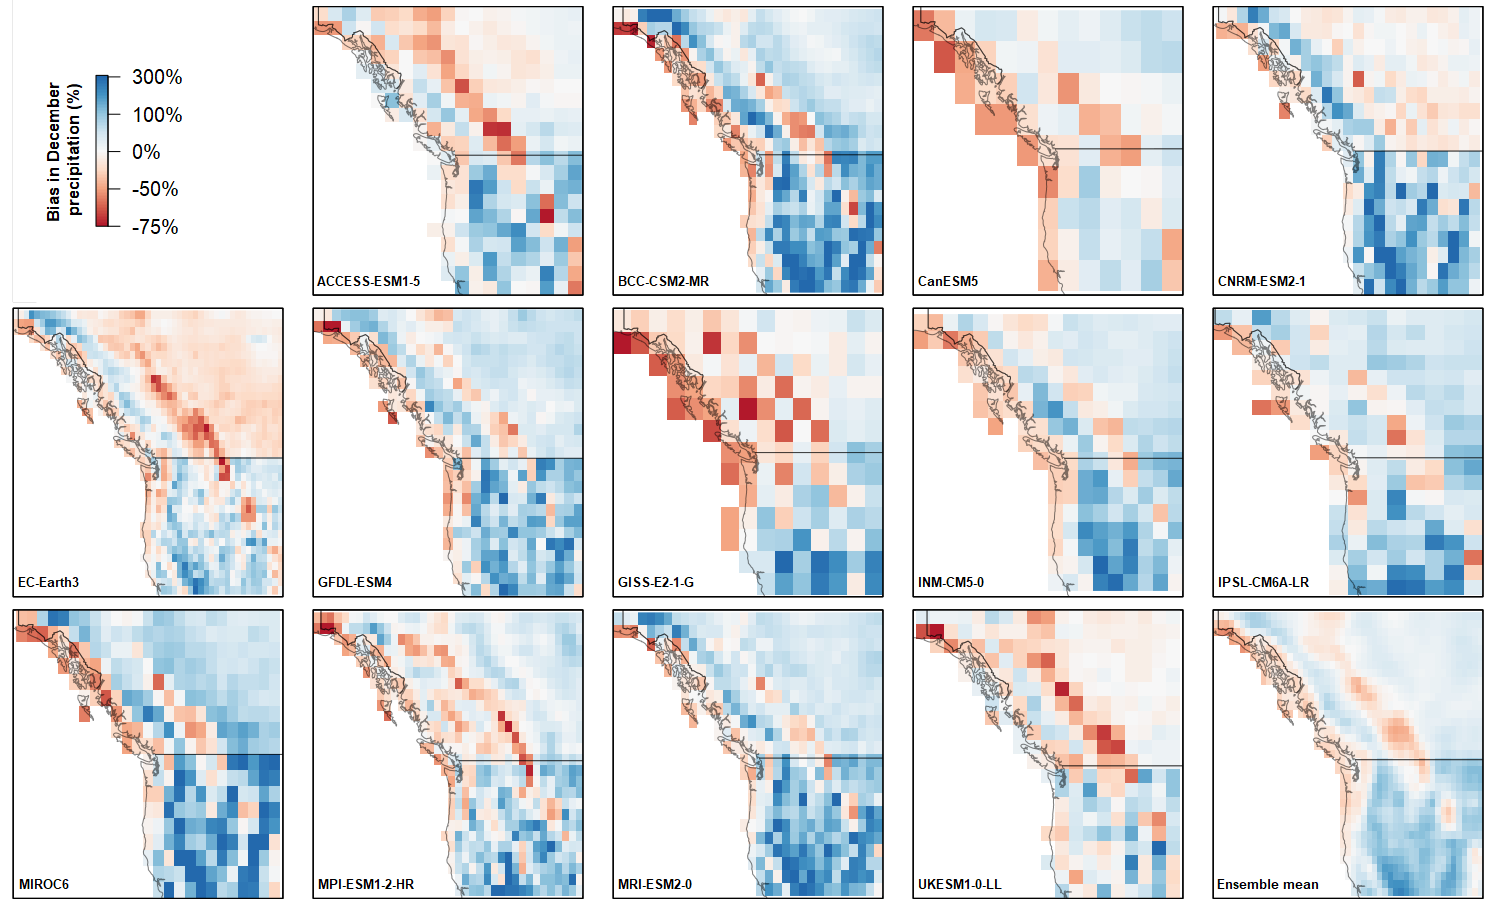 Bias in December
precipitation (%)
300%
100%
0%
-50%
-75%
ACCESS-ESM1-5
BCC-CSM2-MR
CanESM5
CNRM-ESM2-1
EC-Earth3
GFDL-ESM4
GISS-E2-1-G
INM-CM5-0
IPSL-CM6A-LR
MIROC6
MPI-ESM1-2-HR
MRI-ESM2-0
UKESM1-0-LL
Ensemble mean